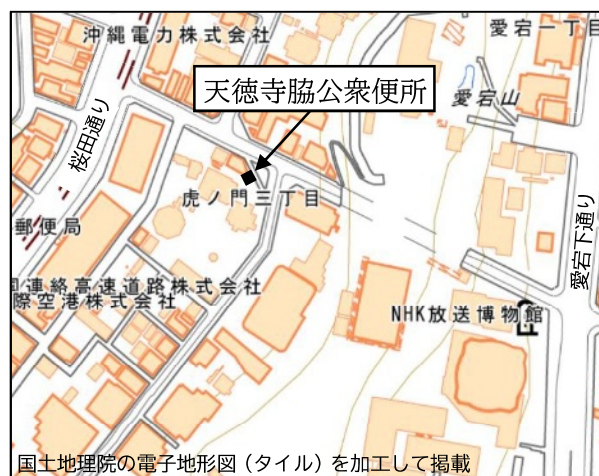 沖縄電力株式会社
愛宕一丁目
天徳寺脇公衆便所
愛宕山
桜田通り
虎ノ門三丁目
郵便局
愛宕下通り
連絡高速道路株式会社
際空港株式会社
NHK放送博物館
国土地理院の電子地形図（タイル）を加工して掲載